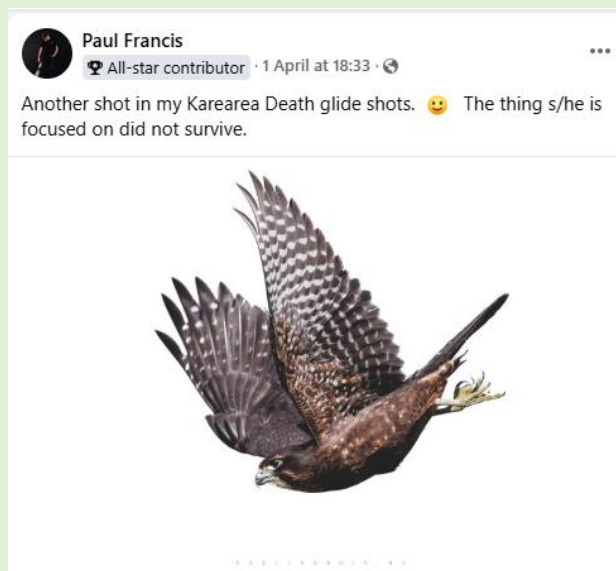 Paul Francis
All-star contributor · 1 April at 18:33 ·
Another shot in my Karearea Death glide shots. 🙂 The thing s/he is
focused on did not survive.